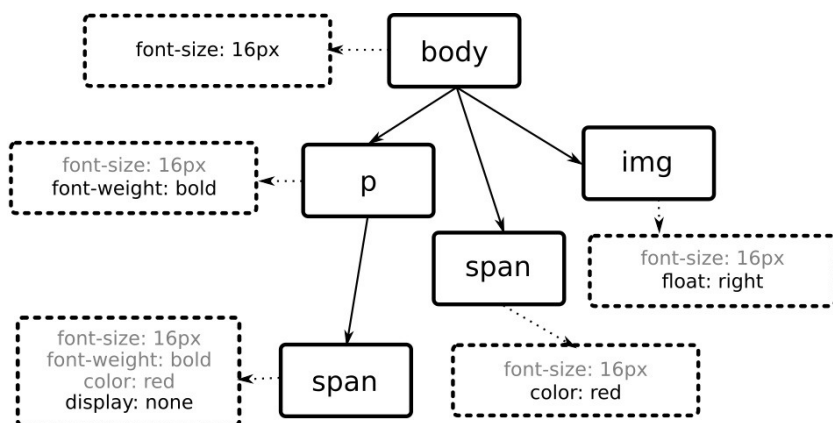 font-size: 16px
body
font-size: 16px
font-weight: bold
p
img
span
font-size: 16px
float: right
font-size: 16px
font-weight: bold
color: red
display: none
span
font-size: 16px
color: red